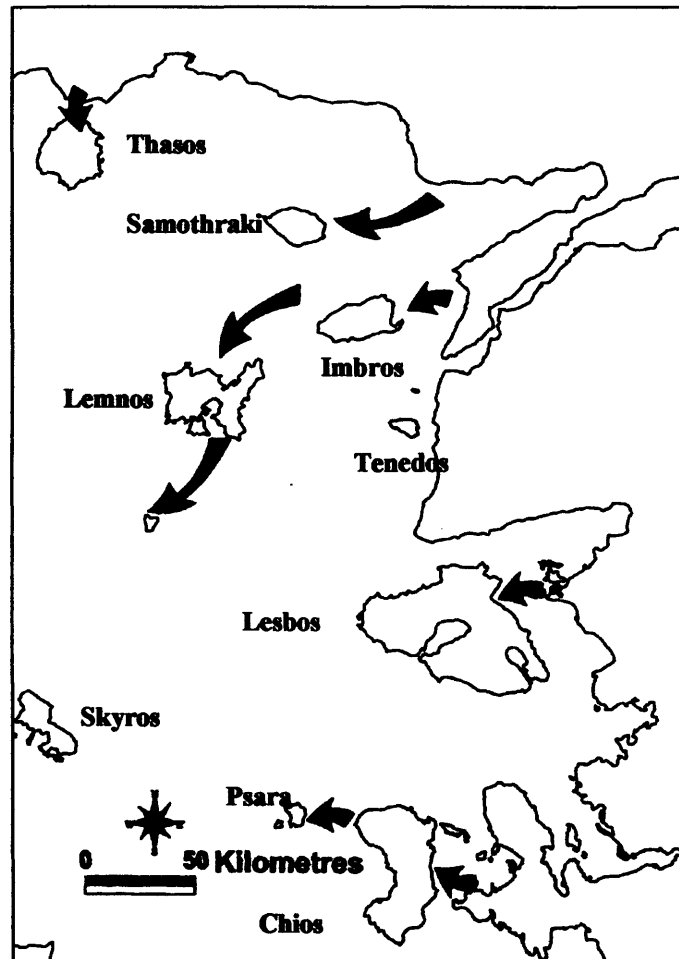 Thasos
Samothraki
Imbros
Lemnos
Tenedos
Lesbos
Skyros
Psara
0 50 Kilometres
Chios